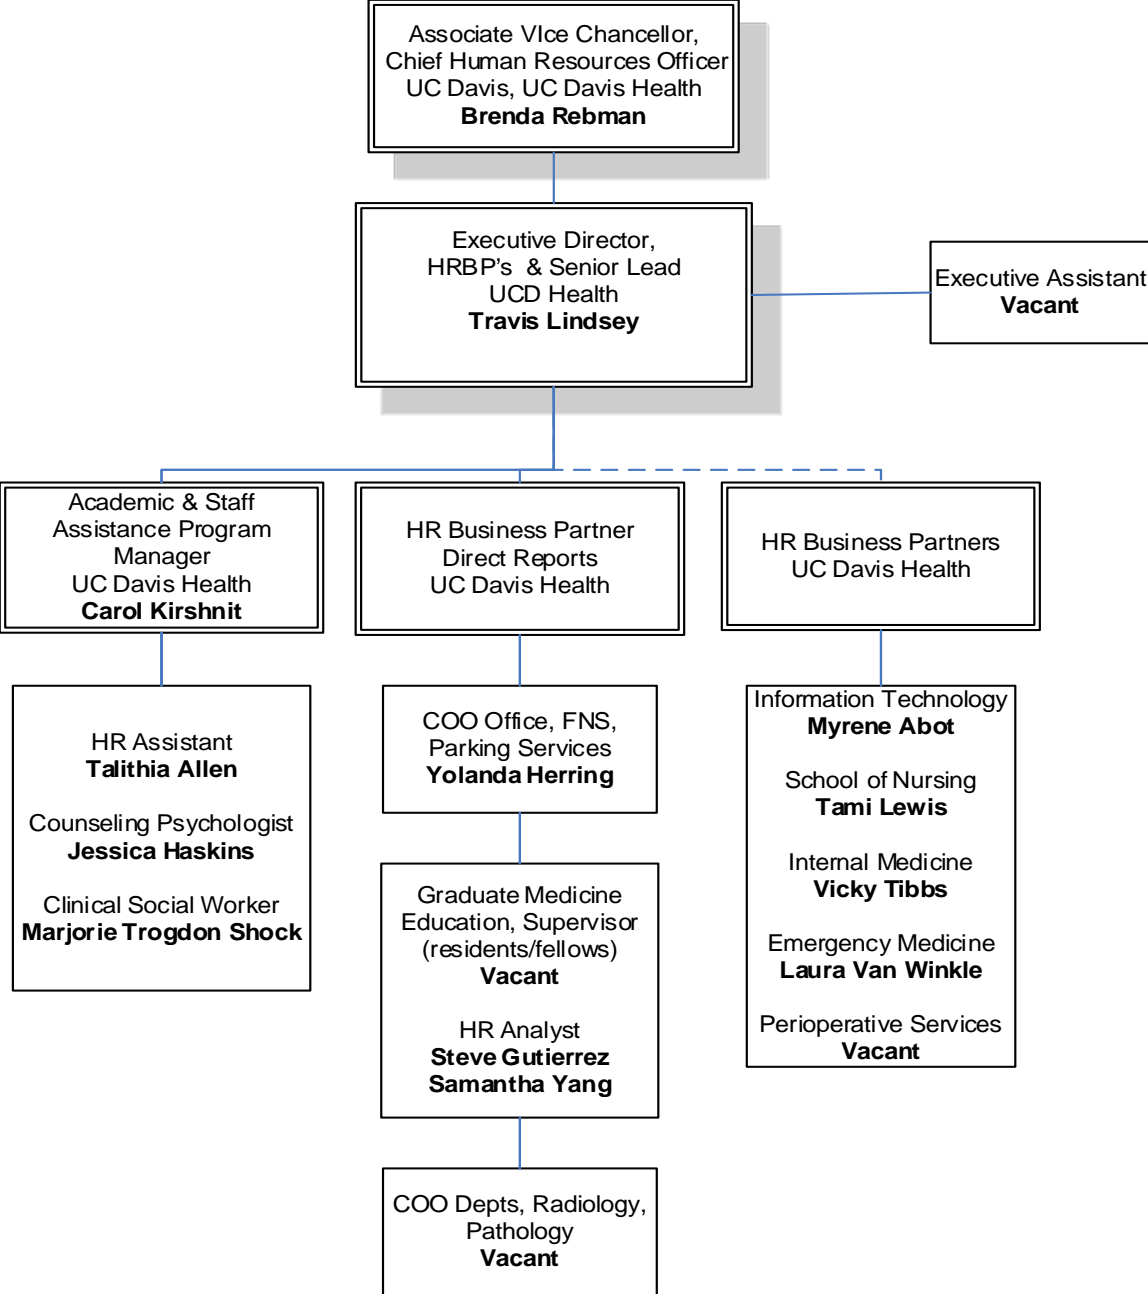 Associate VIce Chancellor,
Chief Human Resources Officer
UC Davis, UC Davis Health
Brenda Rebman
Executive Director,
HRBP's & Senior Lead
UCD Health
Travis Lindsey
Executive Assistant
Vacant
Academic & Staff
Assistance Program
Manager
UC Davis Health
Carol Kirshnit
HR Business Partner
Direct Reports
UC Davis Health
HR Business Partners
UC Davis Health
HR Assistant
Talithia Allen
Counseling Psychologist
Jessica Haskins
Clinical Social Worker
Marjorie Trogdon Shock
COO Office, FNS,
Parking Services
Yolanda Herring
Graduate Medicine
Education, Supervisor
(residents/fellows)
Vacant
HR Analyst
Steve Gutierrez
Samantha Yang
COO Depts, Radiology,
Pathology
Vacant
Information Technology
Myrene Abot
School of Nursing
Tami Lewis
Internal Medicine
Vicky Tibbs
Emergency Medicine
Laura Van Winkle
Perioperative Services
Vacant